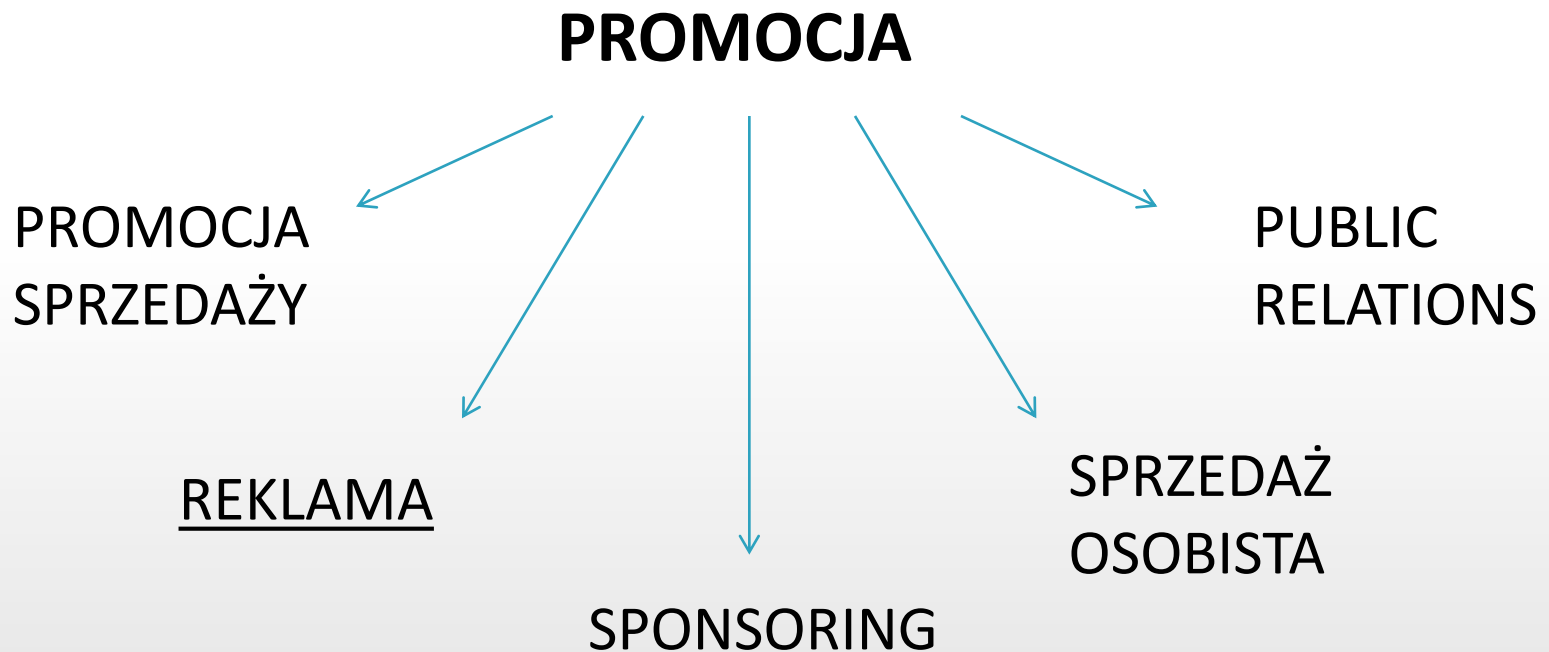 PROMOCJA
PROMOCJA
SPRZEDAŻY
REKLAMA
SPONSORING
SPRZEDAŻ
OSOBISTA
PUBLIC
RELATIONS